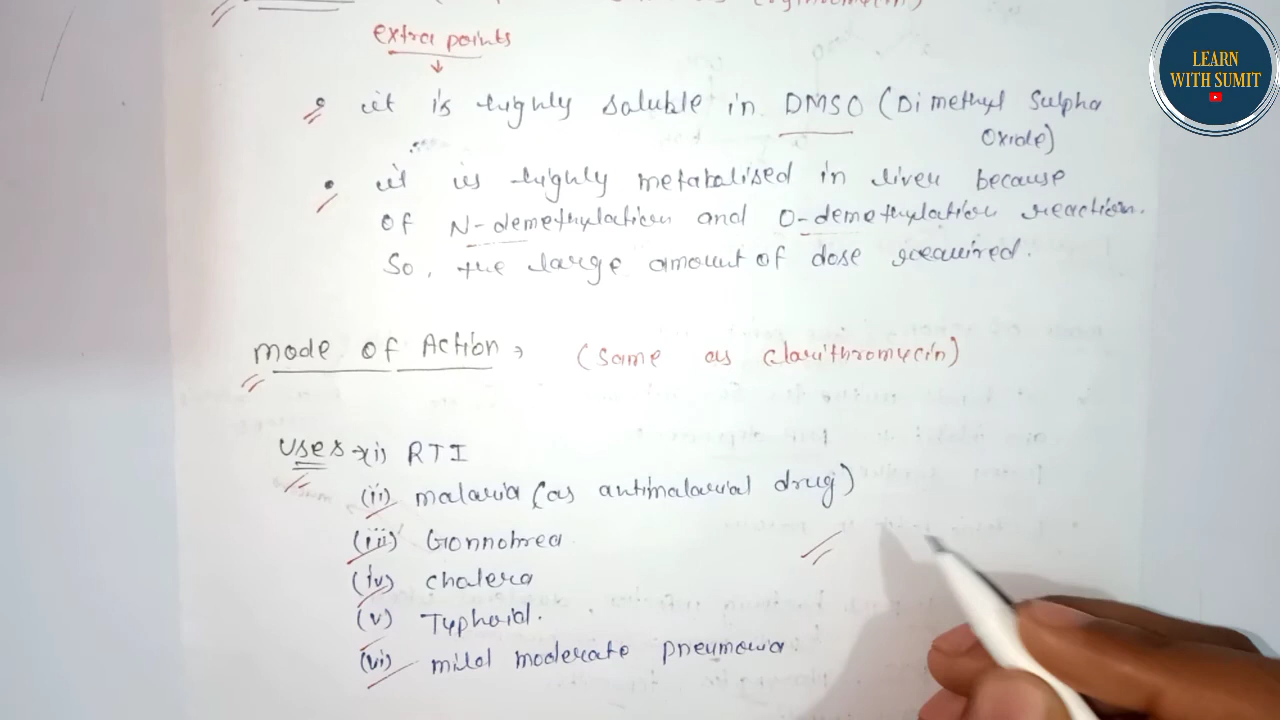 extra points
it is highly soluble in DMSO (Dimethyl Sulpho
Oxide)
it is highly metabolised in liver because
of N-demethylation and O-demethylation reaction.
So, the large amount of dose required.
mode of Action, (Same as clarithromycin)
Uses → (i) RTI
(ii) malaria (as antimalarial drug)
(iii) Gonnohrea
(iv) cholera
(v) Typhoid.
(vi) mild moderate pneumonia
LEARN
WITH SUMIT